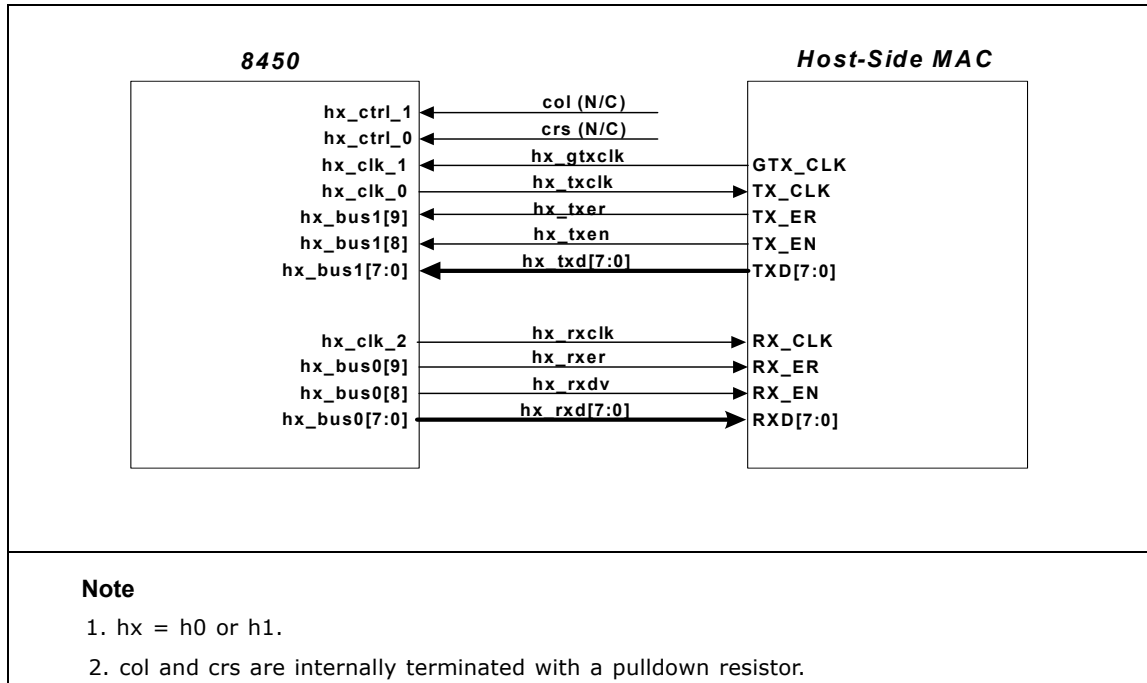 8450 Host-Side MAC
hx_ctrl_1 col (N/C)
hx_ctrl_0 crs (N/C)
hx_clk_1 hx_gtxclk GTX_CLK
hx_clk_0 hx_txclk TX_CLK
hx_bus1[9] hx_txer TX_ER
hx_bus1[8] hx_txen TX_EN
hx_bus1[7:0] hx_txd[7:0] TXD[7:0]
hx_clk_2 hx_rxclk RX_CLK
hx_bus0[9] hx_rxer RX_ER
hx_bus0[8] hx_rxdv RX_EN
hx_bus0[7:0] hx_rxd[7:0] RXD[7:0]
Note
1. hx = h0 or h1.
2. col and crs are internally terminated with a pulldown resistor.